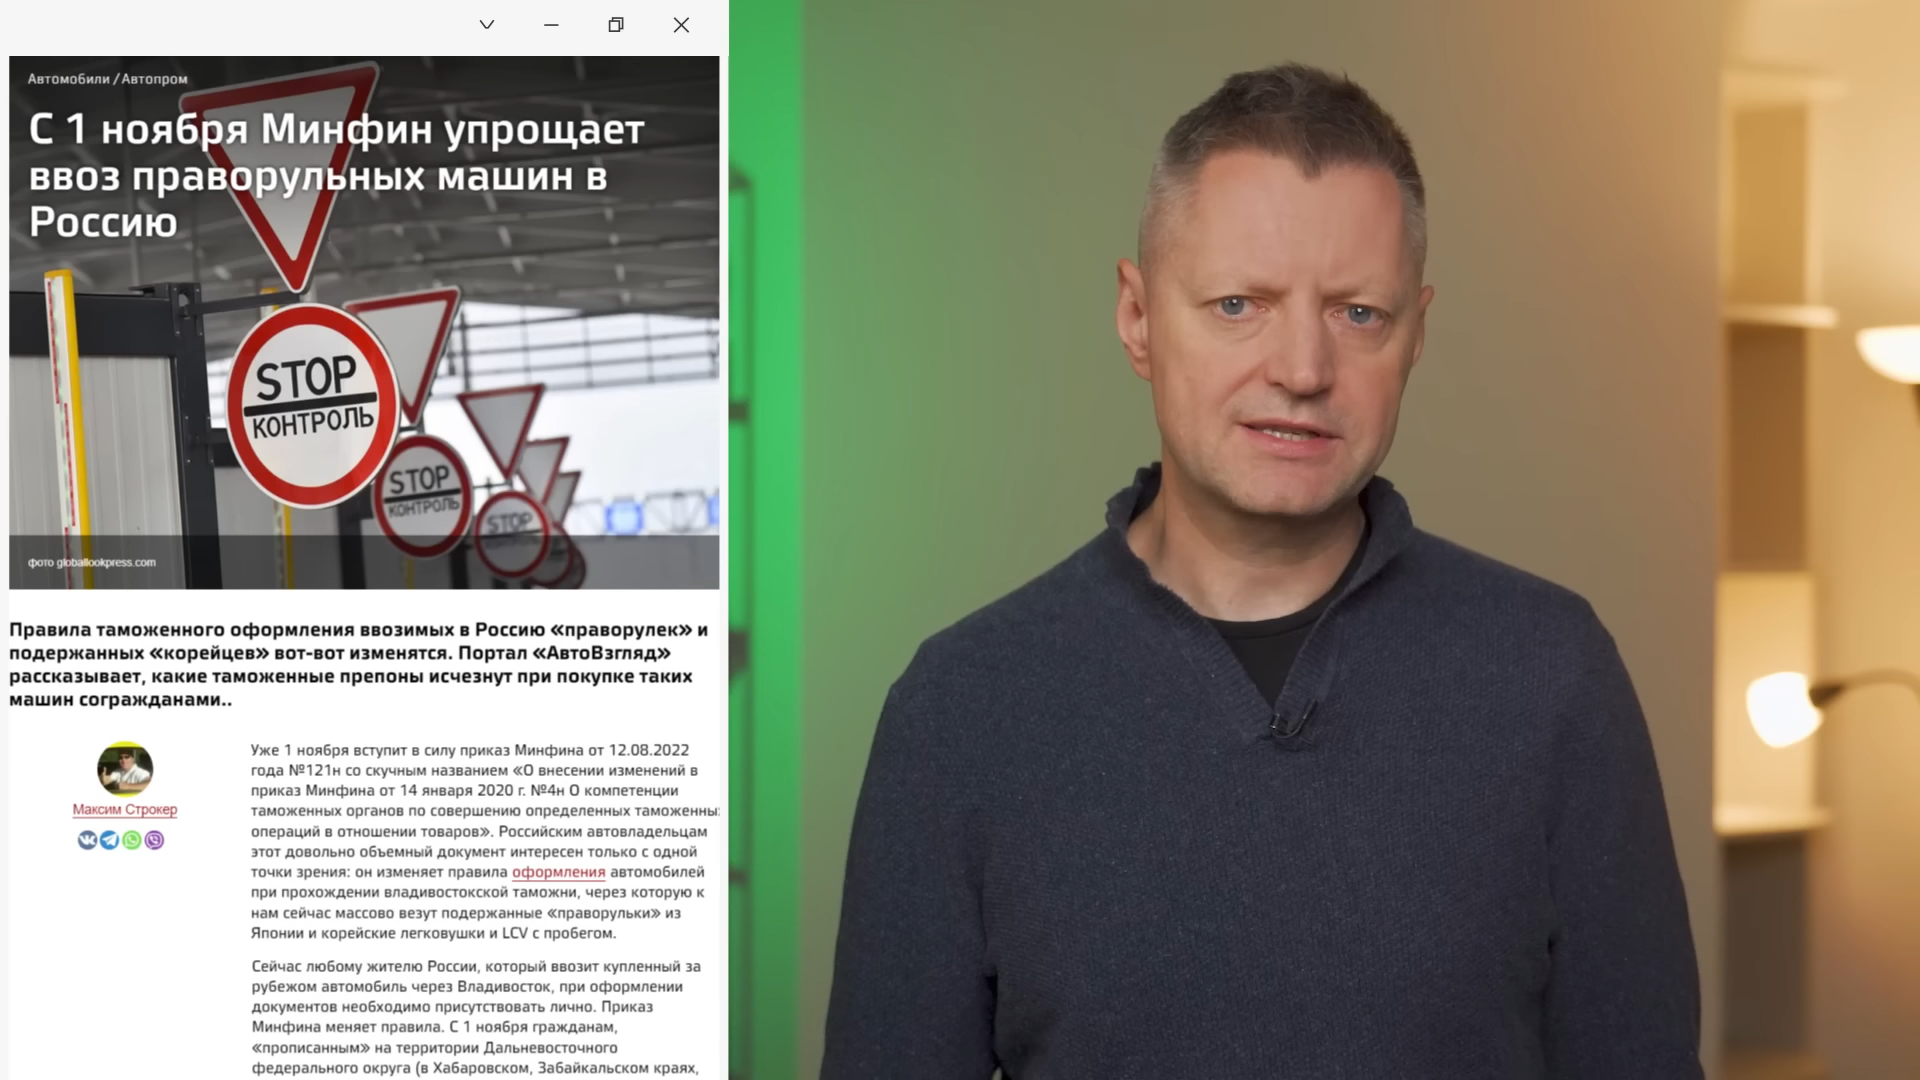 Автомобили / Автопром
С 1 ноября Минфин упрощает
ввоз праворульных машин в
Россию
STOP
КОНТРОЛЬ
STOP
КОНТРОЛЬ
STOP
фото globallookpress.com
Правила таможенного оформления ввозимых в Россию «праворулек» и
подержанных «корейцев» вот-вот изменятся. Портал «АвтоВзгляд»
рассказывает, какие таможенные препоны исчезнут при покупке таких
машин согражданами..
Максим Строкер
Уже 1 ноября вступит в силу приказ Минфина от 12.08.2022
года №121н со скучным названием «О внесении изменений в
приказ Минфина от 14 января 2020 г. №4н О компетенции
таможенных органов по совершению определенных таможенны
операций в отношении товаров». Российским автовладельцам
этот довольно объемный документ интересен только с одной
точки зрения: он изменяет правила оформления автомобилей
при прохождении владивостокской таможни, через которую к
нам сейчас массово везут подержанные «праворульки» из
Японии и корейские легковушки и LCV с пробегом.
Сейчас любому жителю России, который ввозит купленный за
рубежом автомобиль через Владивосток, при оформлении
документов необходимо присутствовать лично. Приказ
Минфина меняет правила. С 1 ноября гражданам,
«прописанным» на территории Дальневосточного
федерального округа (в Хабаровском, Забайкальском краях,